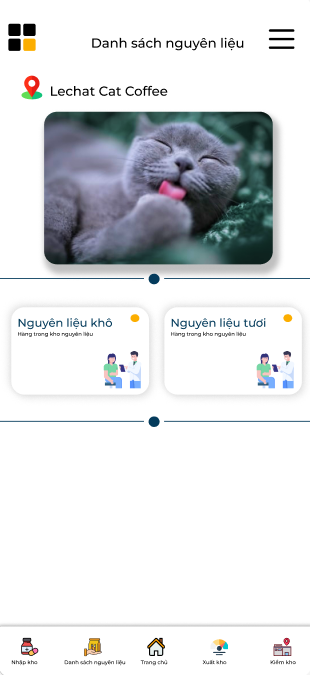 Danh sách nguyên liệu
Lechat Cat Coffee
Nguyên liệu khô
Hàng trong kho nguyên liệu
Nguyên liệu tươi
Hàng trong kho nguyên liệu
Nhập kho
Danh sách nguyên liệu
Trang chủ
Xuất kho
Kiểm kho